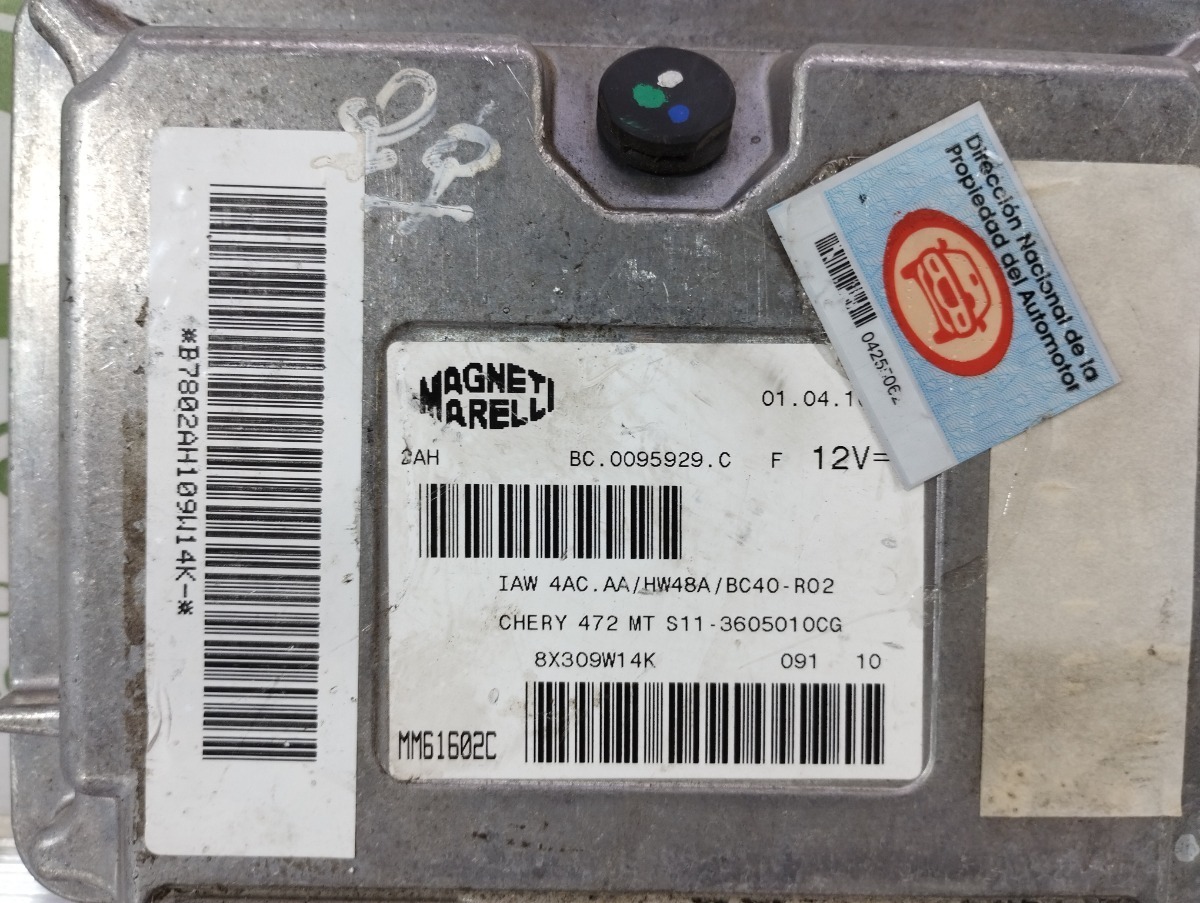 *B7802AH109W14K-*
MAGNETI
MARELLI
BC.0095929.C F 12V=
IAW 4AC.AA/HW48A/BC40-R02
CHERY 472 MT S11-3605010CG
8X309W14K 091 10
MM61602C
Dirección Nacional de la
Propiedad del Automotor